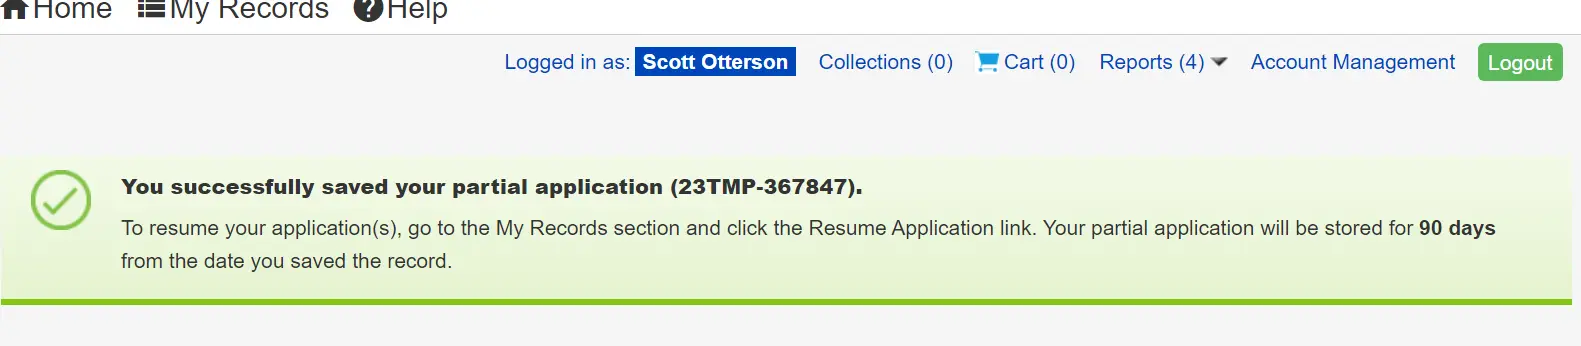 Home My Records Help
Logged in as: Scott Otterson Collections (0) Cart (0) Reports (4) Account Management Logout
You successfully saved your partial application (23TMP-367847).
To resume your application(s), go to the My Records section and click the Resume Application link. Your partial application will be stored for 90 days
from the date you saved the record.